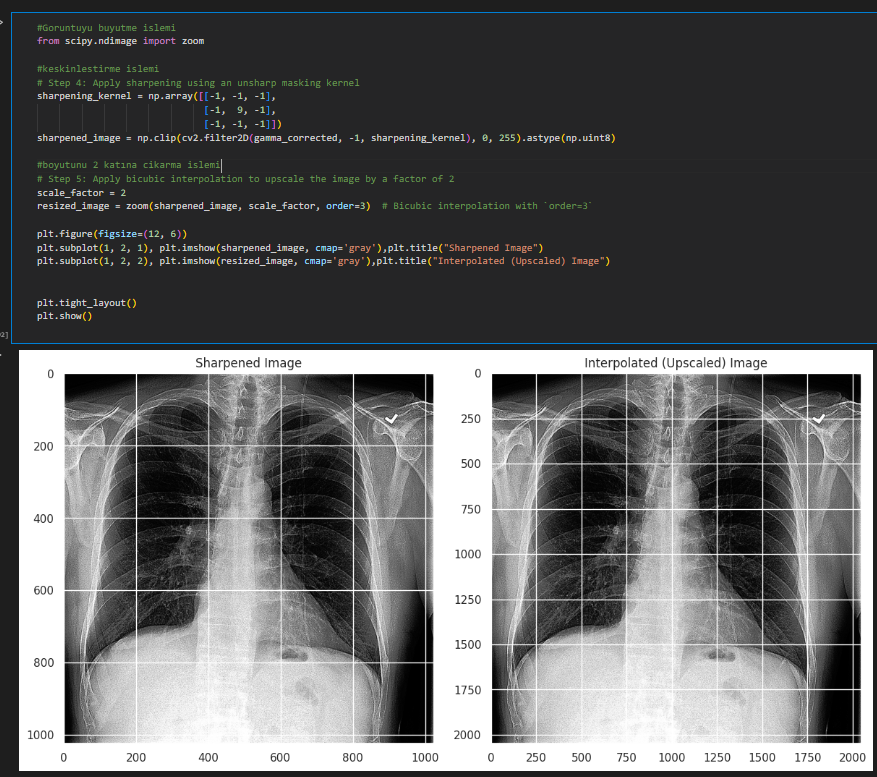 #Goruntuyu buyutme islemi
from scipy.ndimage import zoom
#keskinlestirme islemi
# Step 4: Apply sharpening using an unsharp masking kernel
sharpening_kernel = np.array([[-1, -1, -1],
[-1, 9, -1],
[-1, -1, -1]])
sharpened_image = np.clip(cv2.filter2D(gamma_corrected, -1, sharpening_kernel), 0, 255).astype(np.uint8)
#boyutunu 2 katına cikarma islemi
# Step 5: Apply bicubic interpolation to upscale the image by a factor of 2
scale_factor = 2
resized_image = zoom(sharpened_image, scale_factor, order=3)  # Bicubic interpolation with `order=3`
plt.figure(figsize=(12, 6))
plt.subplot(1, 2, 1), plt.imshow(sharpened_image, cmap='gray'),plt.title("Sharpened Image")
plt.subplot(1, 2, 2), plt.imshow(resized_image, cmap='gray'),plt.title("Interpolated (Upscaled) Image")
plt.tight_layout()
plt.show()
Sharpened Image
0
200
400
600
800
1000
0 200 400 600 800 1000
Interpolated (Upscaled) Image
0
250
500
750
1000
1250
1500
1750
2000
0 250 500 750 1000 1250 1500 1750 2000